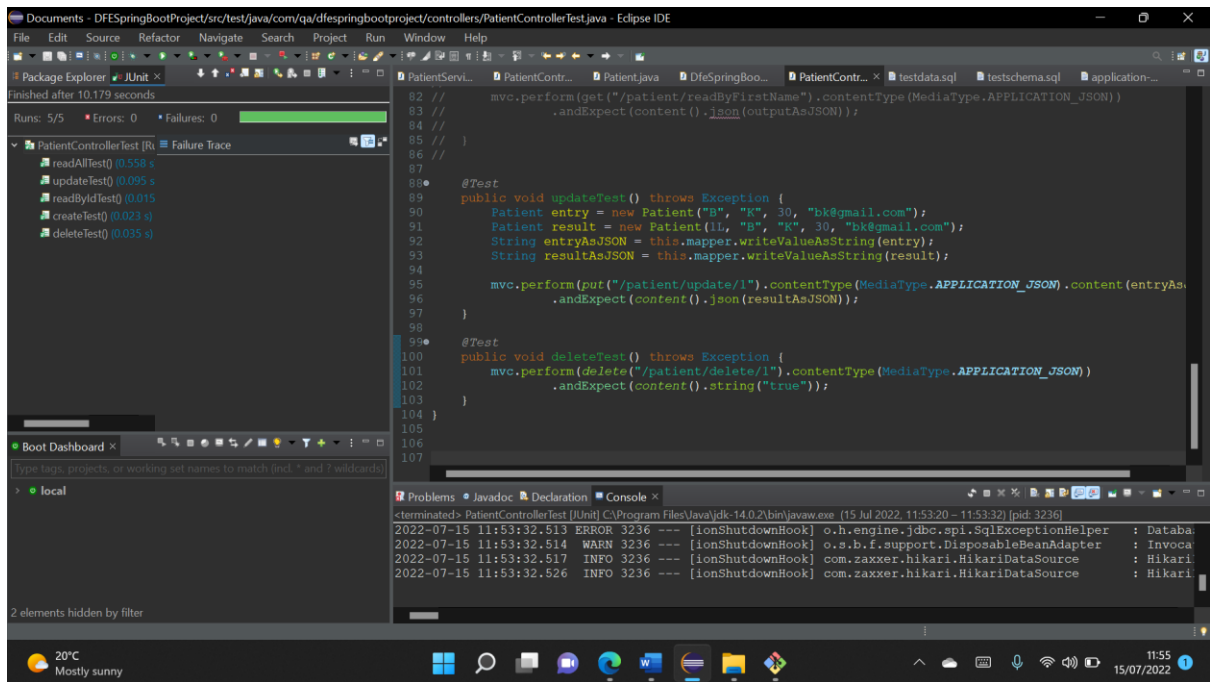 Documents - DFESpringBootProject/src/test/java/com/qa/dfespringbootproject/controllers/PatientControllerTest.java - Eclipse IDE
File Edit Source Refactor Navigate Search Project Run Window Help
Package Explorer JUnit
Finished after 10.179 seconds
Runs: 5/5 Errors: 0 Failures: 0
PatientControllerTest [Ru
Failure Trace
readAllTest() (0.558 s
updateTest() (0.095 s
readByIdTest() (0.015
createTest() (0.023 s)
deleteTest() (0.035 s)
Boot Dashboard
Type tags, projects, or working set names to match (incl. * and ? wildcards)
local
2 elements hidden by filter
PatientServi... PatientContr... Patient.java DfeSpringBoo... PatientContr... testdata.sql testschema.sql application-...
82 // mvc.perform(get("/patient/readByFirstName").contentType(MediaType.APPLICATION_JSON))
83 // .andExpect(content().json(outputAsJSON));
84 //
85 // }
86 //
87
88 @Test
89 public void updateTest() throws Exception {
90 Patient entry = new Patient("B", "K", 30, "bk@gmail.com");
91 Patient result = new Patient(1L, "B", "K", 30, "bk@gmail.com");
92 String entryAsJSON = this.mapper.writeValueAsString(entry);
93 String resultAsJSON = this.mapper.writeValueAsString(result);
94
95 mvc.perform(put("/patient/update/1").contentType(MediaType.APPLICATION_JSON).content(entryAs
96 .andExpect(content().json(resultAsJSON));
97 }
98
99 @Test
100 public void deleteTest() throws Exception {
101 mvc.perform(delete("/patient/delete/1").contentType(MediaType.APPLICATION_JSON))
102 .andExpect(content().string("true"));
103 }
104 }
105
106
107
Problems Javadoc Declaration Console
<terminated> PatientControllerTest [JUnit] C:\Program Files\Java\jdk-14.0.2\bin\javaw.exe (15 Jul 2022, 11:53:20 – 11:53:32) [pid: 3236]
2022-07-15 11:53:32.513 ERROR 3236 --- [ionShutdownHook] o.h.engine.jdbc.spi.SqlExceptionHelper : Databa
2022-07-15 11:53:32.514 WARN 3236 --- [ionShutdownHook] o.s.b.f.support.DisposableBeanAdapter : Invoca
2022-07-15 11:53:32.517 INFO 3236 --- [ionShutdownHook] com.zaxxer.hikari.HikariDataSource : Hikari
2022-07-15 11:53:32.526 INFO 3236 --- [ionShutdownHook] com.zaxxer.hikari.HikariDataSource : Hikari
20°C
Mostly sunny
11:55
15/07/2022
1